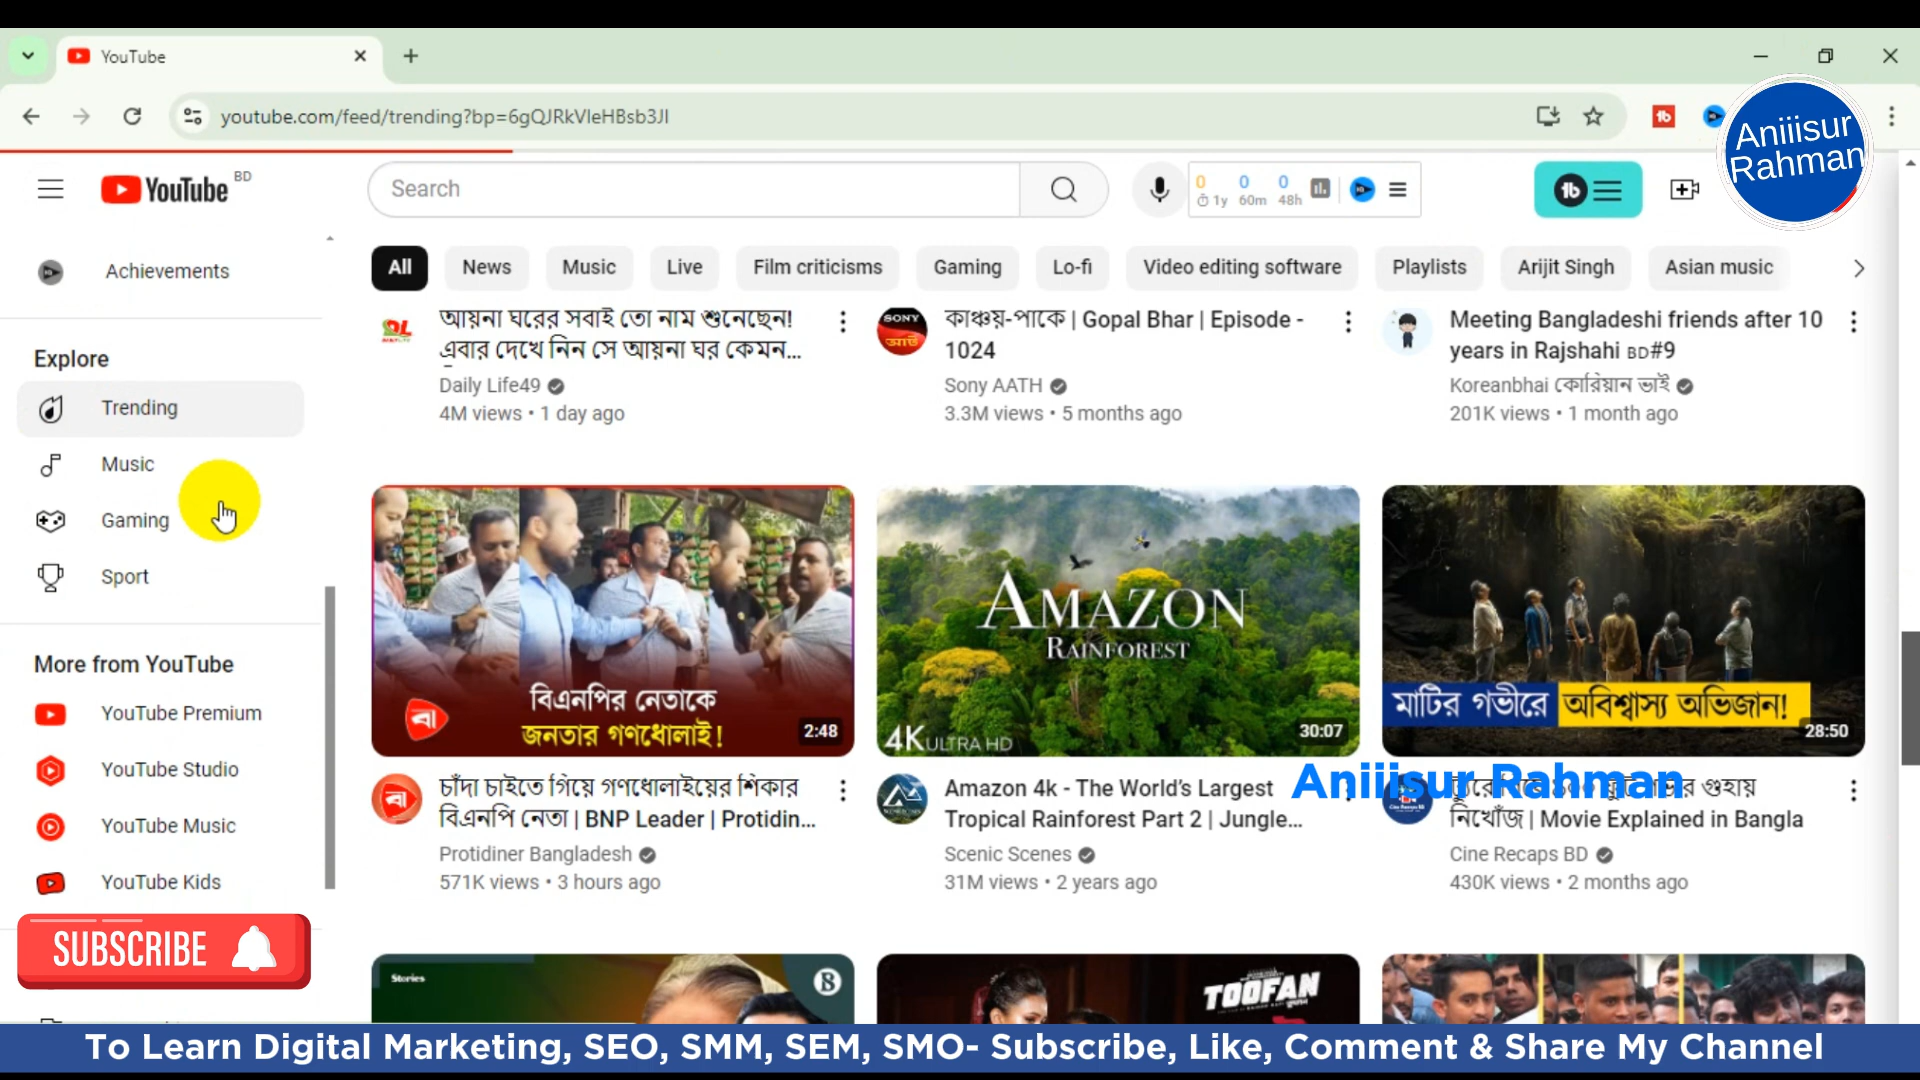 YouTube
youtube.com/feed/trending?bp=6gQJRkVleHBsb3Jl
Aniiisur
Rahman
YouTube BD
Search
0 0 0
1y 60m 48h
Achievements
All News Music Live Film criticisms Gaming Lo-fi Video editing software Playlists Arijit Singh Asian music
Explore
Trending
Music
Gaming
Sport
More from YouTube
YouTube Premium
YouTube Studio
YouTube Music
YouTube Kids
SUBSCRIBE
আয়না ঘরের সবাই তো নাম শুনেছেন!
এবার দেখে নিন সে আয়না ঘর কেমন...
Daily Life49
4M views • 1 day ago
SONY
আট
কাঞ্চয়-পাকে | Gopal Bhar | Episode -
1024
Sony AATH
3.3M views • 5 months ago
Meeting Bangladeshi friends after 10
years in Rajshahi BD#9
Koreanbhai কোরিয়ান ভাই
201K views • 1 month ago
বিএনপির নেতাকে
জনতার গণধোলাই!
2:48
AMAZON
RAINFOREST
4K ULTRA HD
30:07
মাটির গভীরে অবিশ্বাস্য অভিজান!
28:50
চাঁদা চাইতে গিয়ে গণধোলাইয়ের শিকার
বিএনপি নেতা | BNP Leader | Protidin...
Protidiner Bangladesh
571K views • 3 hours ago
Amazon 4k - The World's Largest
Tropical Rainforest Part 2 | Jungle...
Scenic Scenes
31M views • 2 years ago
Aniiisur Rahman
গুহায়
নিখোঁজ | Movie Explained in Bangla
Cine Recaps BD
430K views • 2 months ago
Stories
TOOFAN
To Learn Digital Marketing, SEO, SMM, SEM, SMO- Subscribe, Like, Comment & Share My Channel